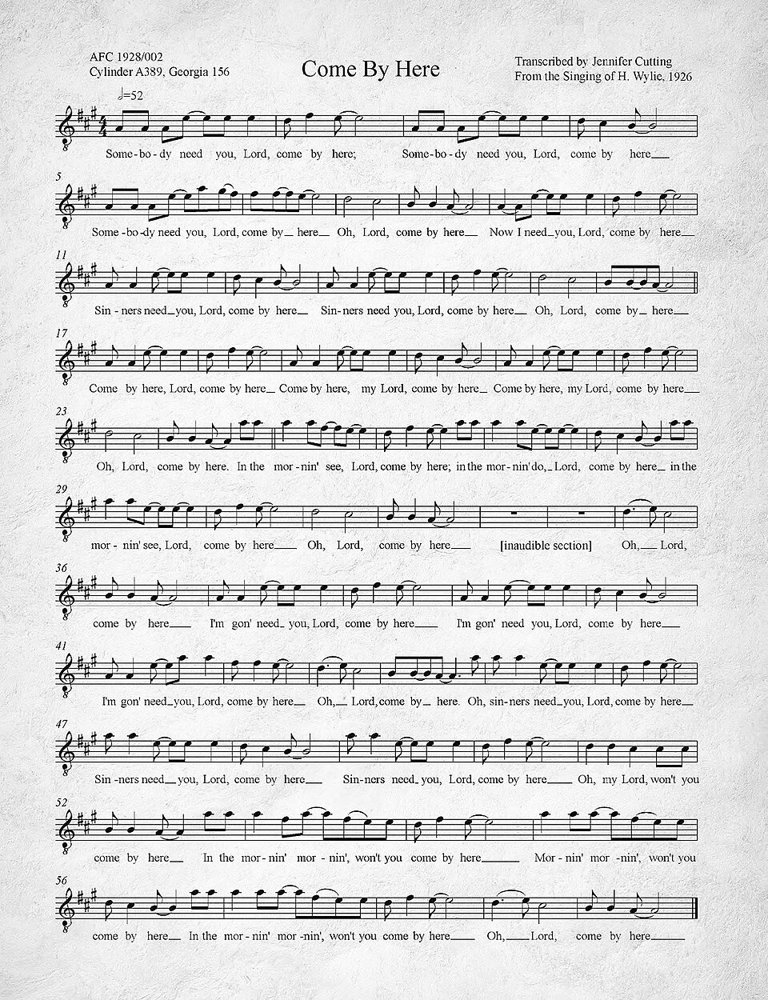 AFC 1928/002
Cylinder A389, Georgia 156
Come By Here
Transcribed by Jennifer Cutting
From the Singing of H. Wylie, 1926
𝅗𝅥=52
4
4
8
Some-bo-dy need you, Lord, come by here; Some-bo-dy need you, Lord, come by here
5
8
Some-bo-dy need you, Lord, come by here Oh, Lord, come by here Now I need you, Lord, come by here
11
8
Sin-ners need you, Lord, come by here Sin-ners need you, Lord, come by here Oh, Lord, come by here
17
8
Come by here, Lord, come by here Come by here, my Lord, come by here Come by here, my Lord, come by here
23
8
Oh, Lord, come by here. In the mor-nin' see, Lord, come by here; in the mor-nin' do, Lord, come by here in the
29
8
mor-nin' see, Lord, come by here Oh, Lord, come by here [inaudible section] Oh, Lord,
36
8
come by here I'm gon' need you, Lord, come by here I'm gon' need you, Lord, come by here
41
8
I'm gon' need you, Lord, come by here Oh, Lord, come by here. Oh, sin-ners need you, Lord, come by here
47
8
Sin-ners need you, Lord, come by here Sin-ners need you, Lord, come by here Oh, my Lord, won't you
52
8
come by here In the mor-nin' mor-nin', won't you come by here Mor-nin' mor-nin', won't you
56
8
come by here In the mor-nin' mor-nin', won't you come by here Oh, Lord, come by here